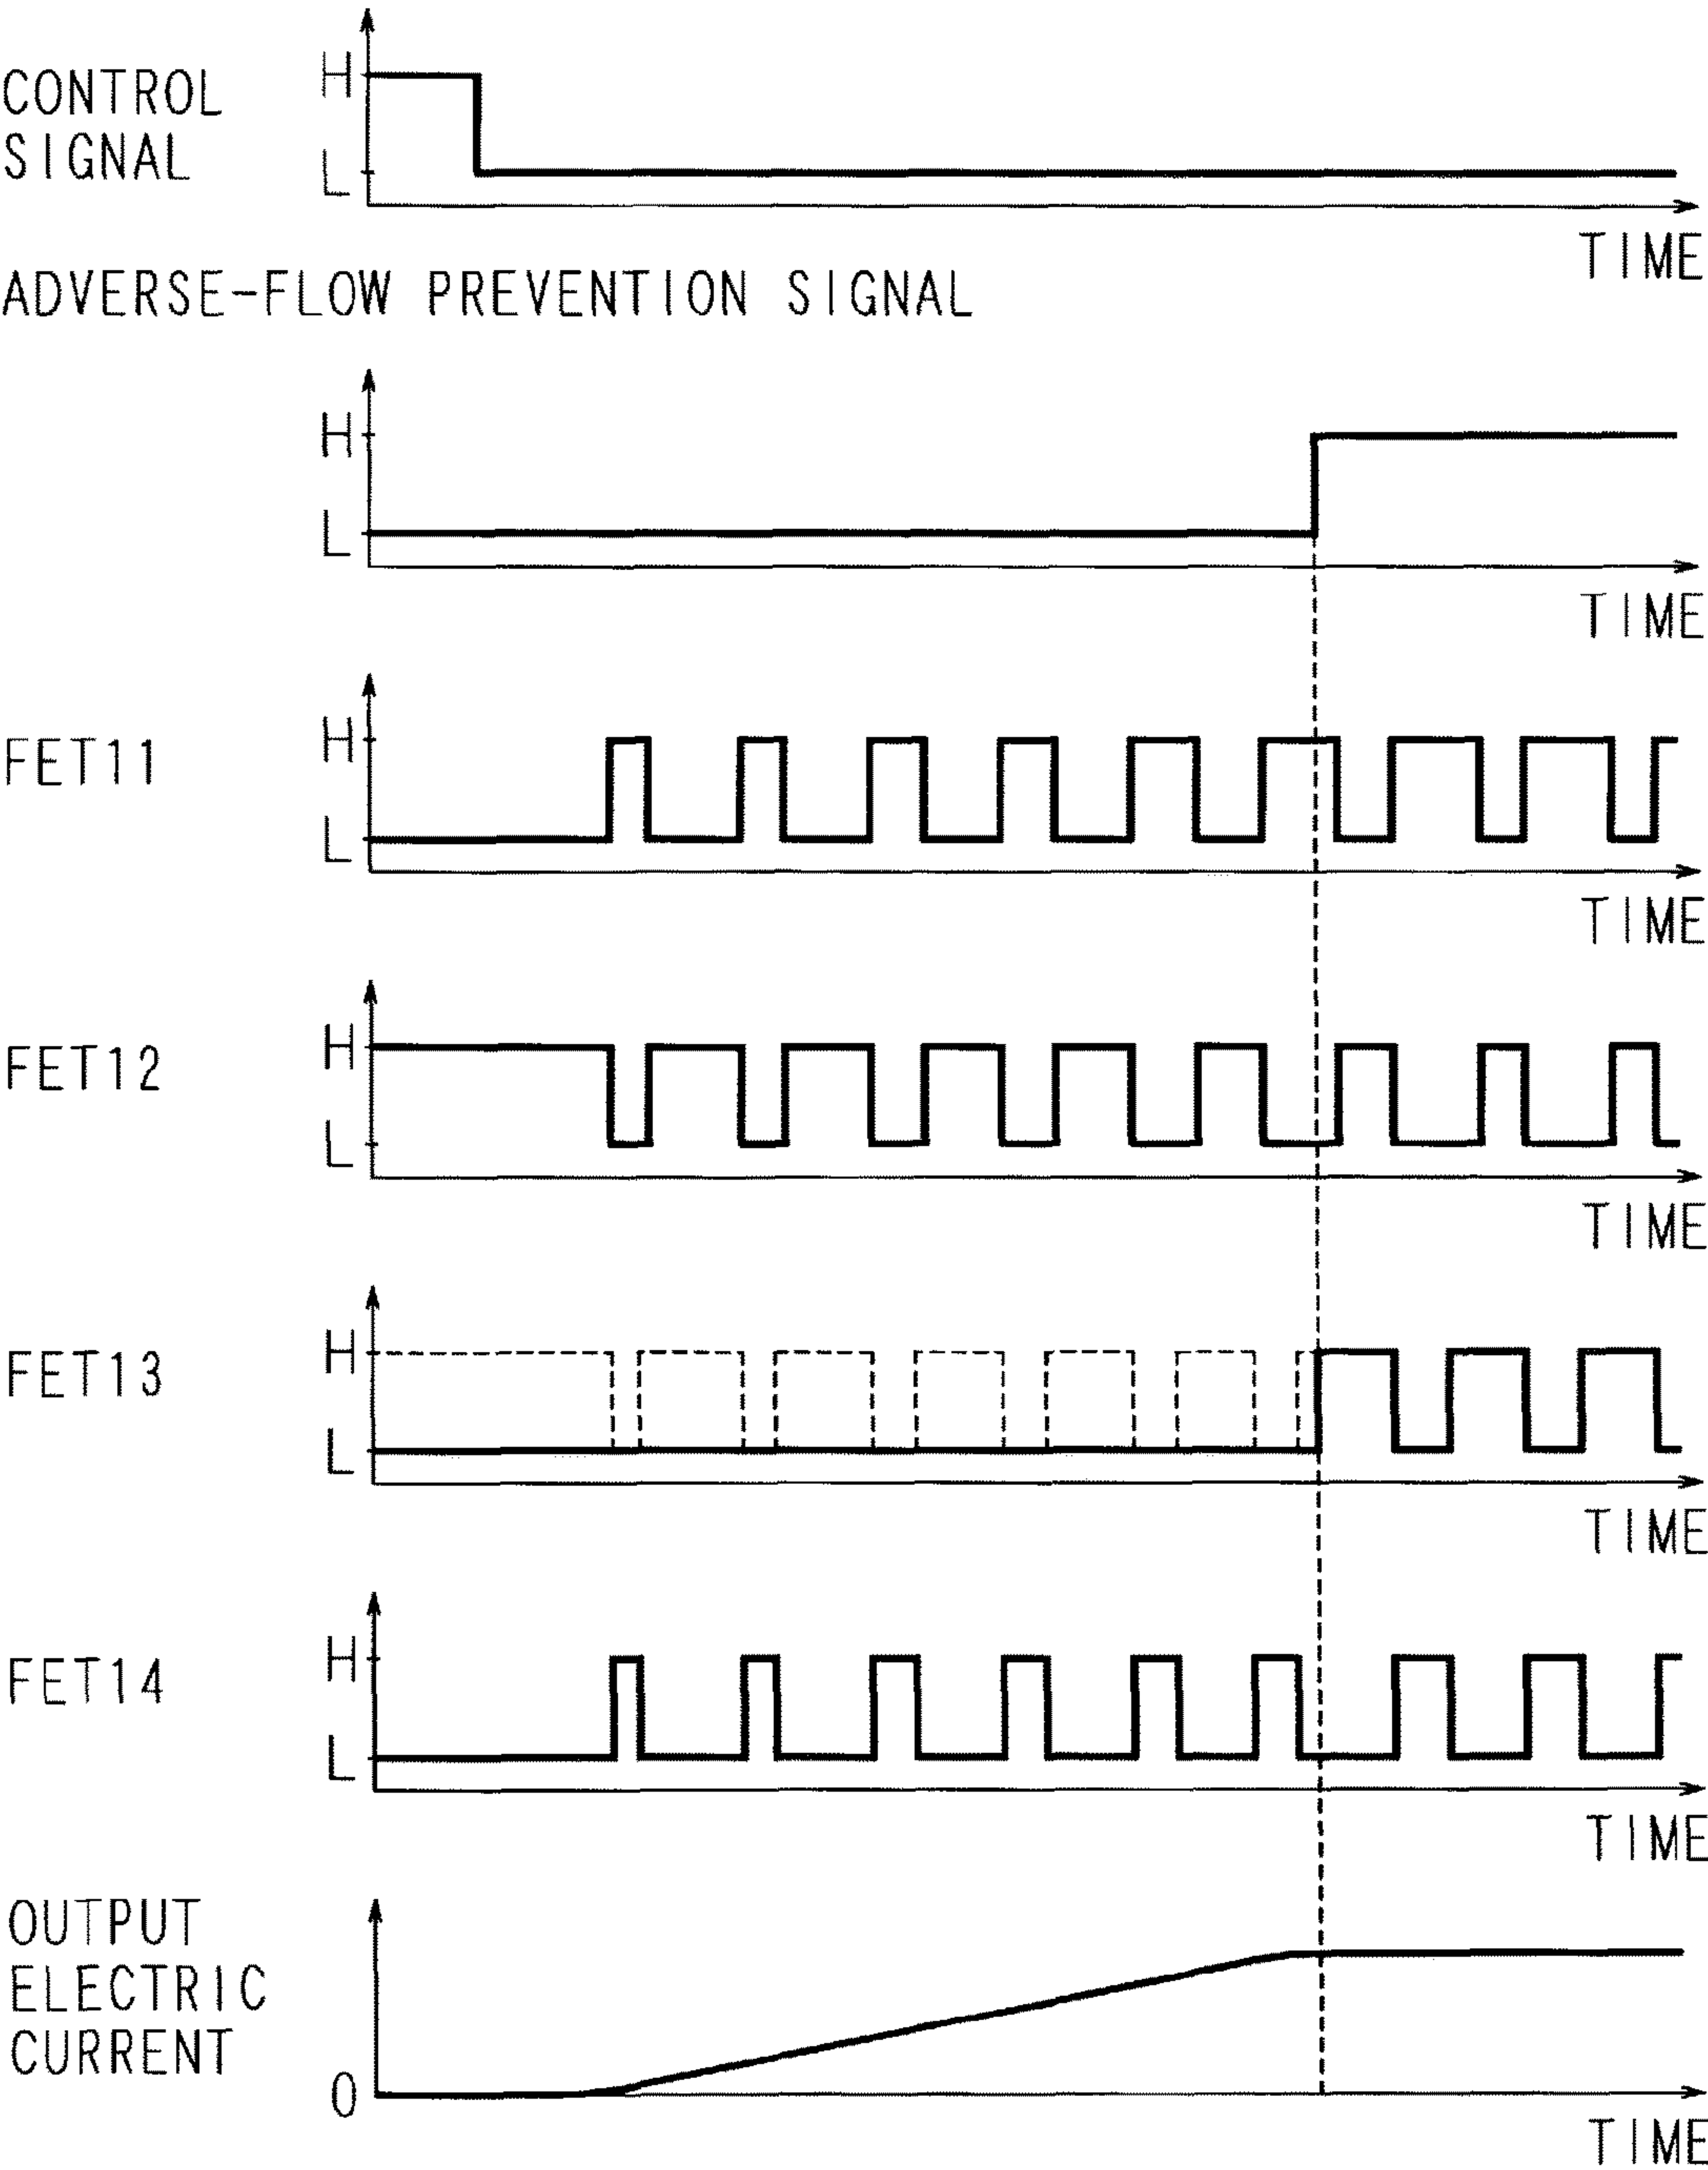 CONTROL
SIGNAL
H
L
TIME
ADVERSE-FLOW PREVENTION SIGNAL
H
L
TIME
FET11
H
L
TIME
FET12
H
L
TIME
FET13
H
L
TIME
FET14
H
L
TIME
OUTPUT
ELECTRIC
CURRENT
0
TIME